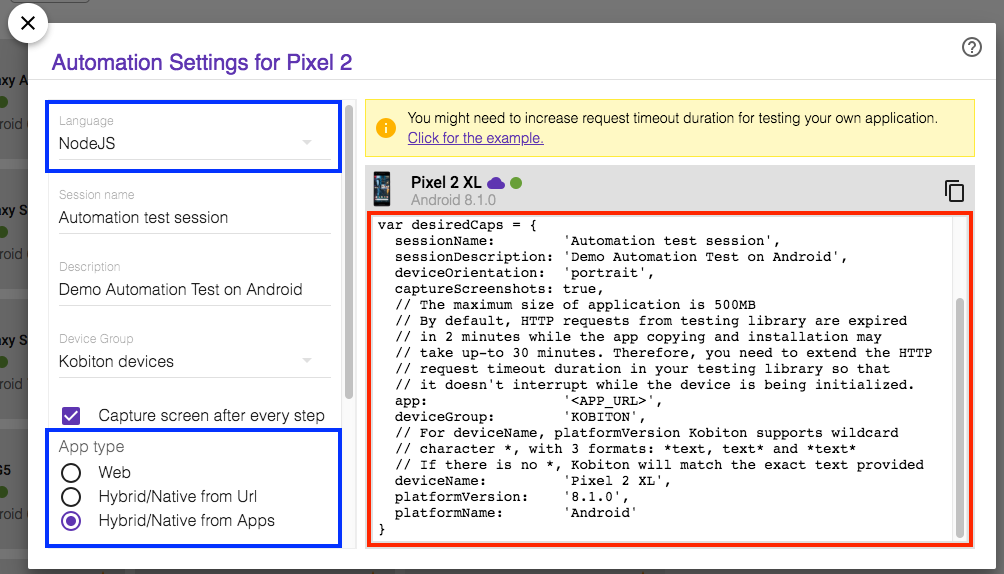 Automation Settings for Pixel 2
Language
NodeJS
Session name
Automation test session
Description
Demo Automation Test on Android
Device Group
Kobiton devices
Capture screen after every step
App type
Web
Hybrid/Native from Url
Hybrid/Native from Apps
You might need to increase request timeout duration for testing your own application.
Click for the example.
Pixel 2 XL
Android 8.1.0
var desiredCaps = {
  sessionName:        'Automation test session',
  sessionDescription: 'Demo Automation Test on Android',
  deviceOrientation:  'portrait',
  captureScreenshots: true,
  // The maximum size of application is 500MB
  // By default, HTTP requests from testing library are expired
  // in 2 minutes while the app copying and installation may
  // take up-to 30 minutes. Therefore, you need to extend the HTTP
  // request timeout duration in your testing library so that
  // it doesn't interrupt while the device is being initialized.
  app:                '<APP_URL>',
  deviceGroup:        'KOBITON',
  // For deviceName, platformVersion Kobiton supports wildcard
  // character *, with 3 formats: *text, text* and *text*
  // If there is no *, Kobiton will match the exact text provided
  deviceName:         'Pixel 2 XL',
  platformVersion:    '8.1.0',
  platformName:       'Android'
}